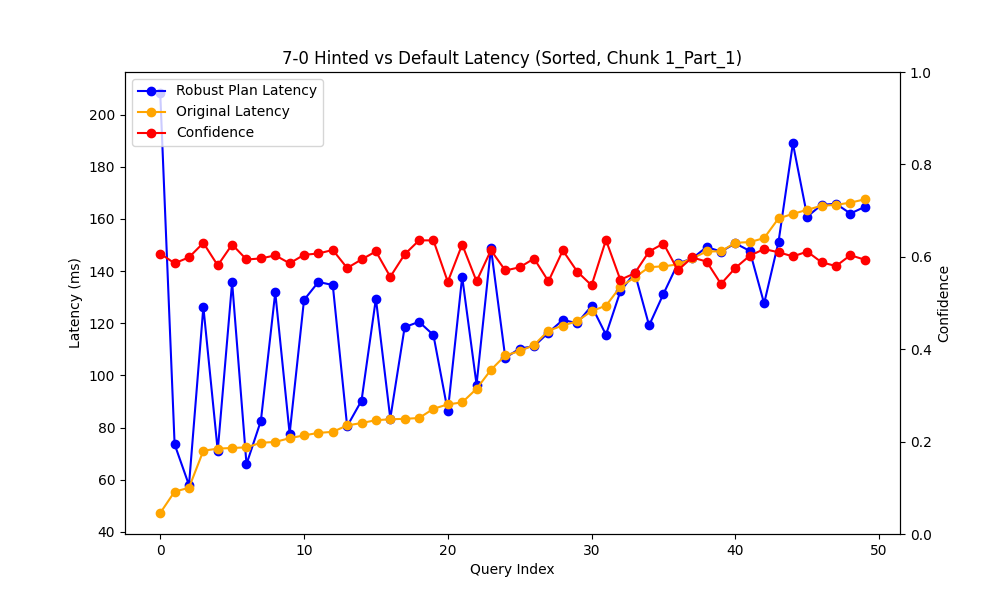 7-0 Hinted vs Default Latency (Sorted, Chunk 1_Part_1)
Robust Plan Latency
Original Latency
Confidence
Latency (ms)
200
180
160
140
120
100
80
60
40
1.0
0.8
0.6
0.4
0.2
0.0
Confidence
0 10 20 30 40 50
Query Index